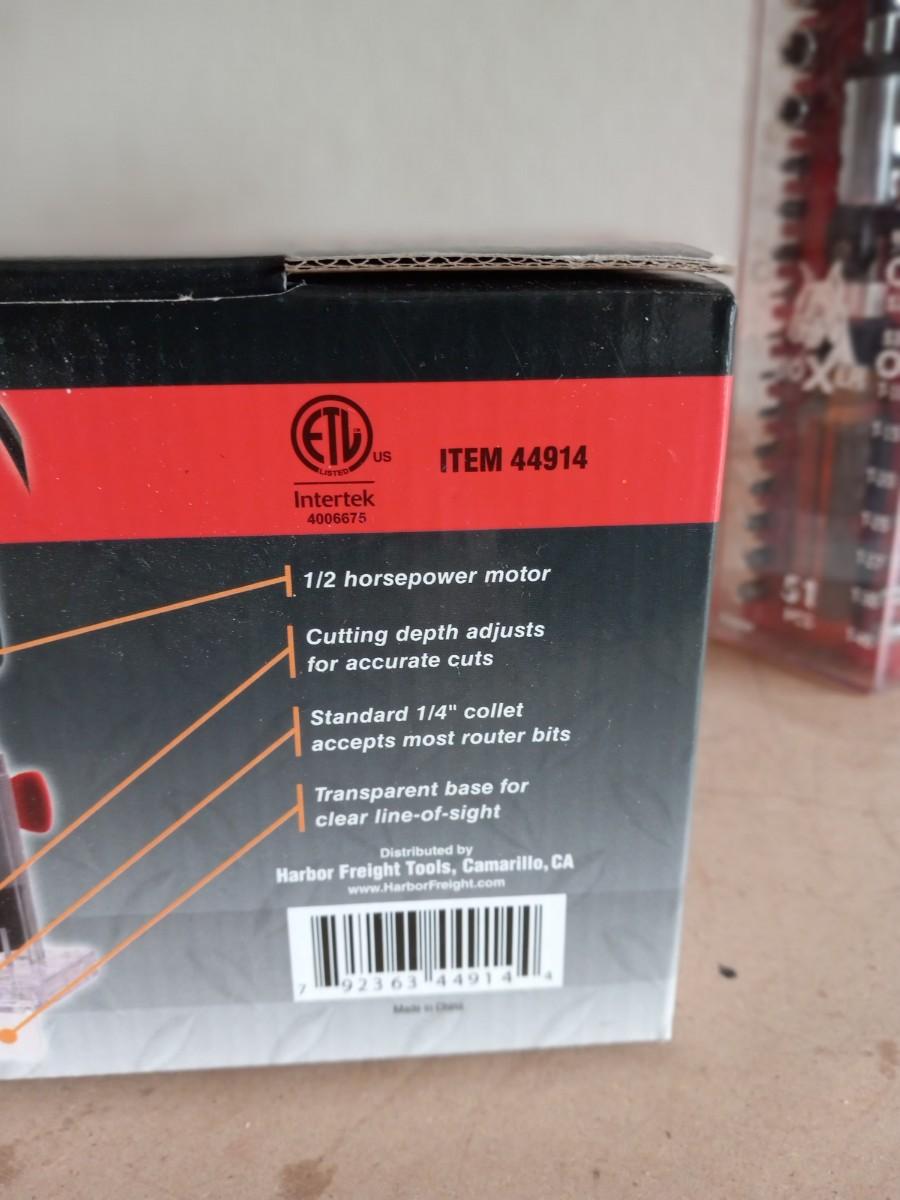 ETL
CM
US
LISTED
Intertek
4006675
ITEM 44914
1/2 horsepower motor
Cutting depth adjusts
for accurate cuts
Standard 1/4" collet
accepts most router bits
Transparent base for
clear line-of-sight
Distributed by
Harbor Freight Tools, Camarillo, CA
www.HarborFreight.com
7 92363 44914 4
Made in China
51
PCS